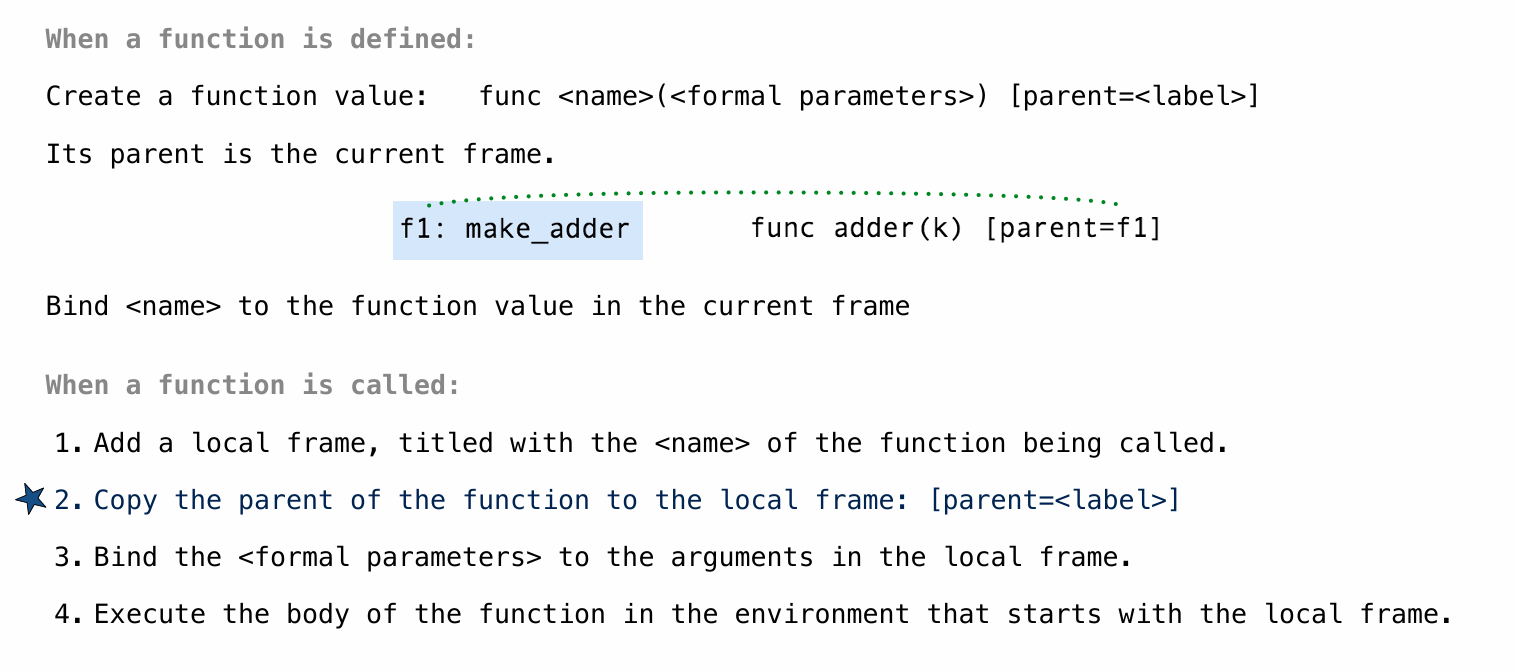 When a function is defined:
Create a function value: func <name>(<formal parameters>) [parent=<label>]
Its parent is the current frame.
f1: make_adder func adder(k) [parent=f1]
Bind <name> to the function value in the current frame
When a function is called:
1. Add a local frame, titled with the <name> of the function being called.
2. Copy the parent of the function to the local frame: [parent=<label>]
3. Bind the <formal parameters> to the arguments in the local frame.
4. Execute the body of the function in the environment that starts with the local frame.